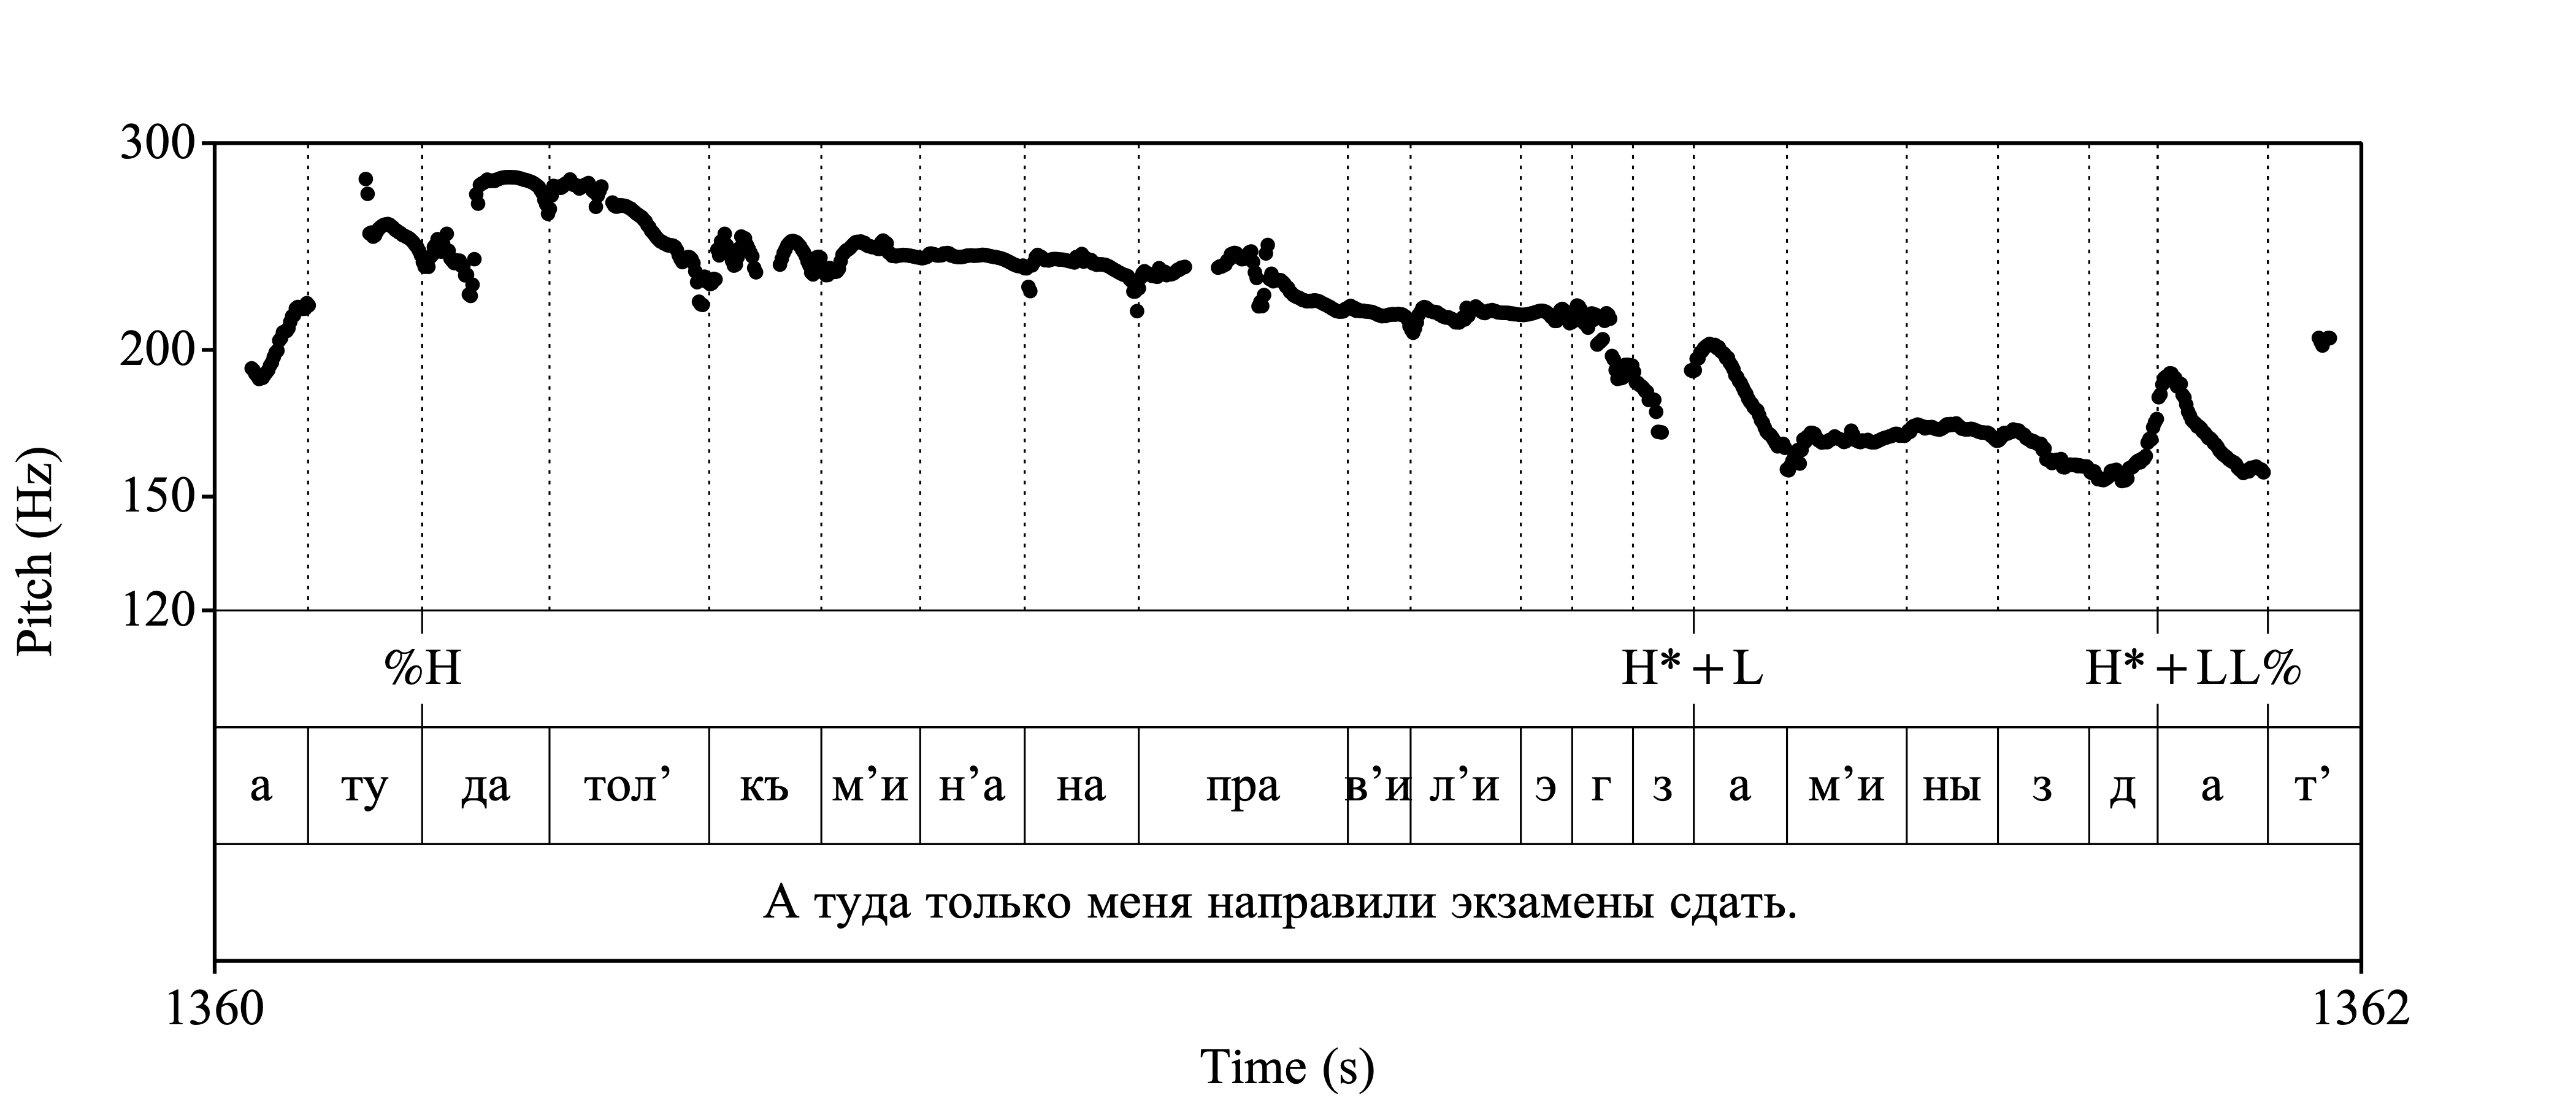 300
200
150
120
Pitch (Hz)
%H H*+L H*+LL%
а ту да тол’ къ м’и н’а на пра в’и л’и э г з а м’и ны з д а т’
А туда только меня направили экзамены сдать.
1360 1362
Time (s)